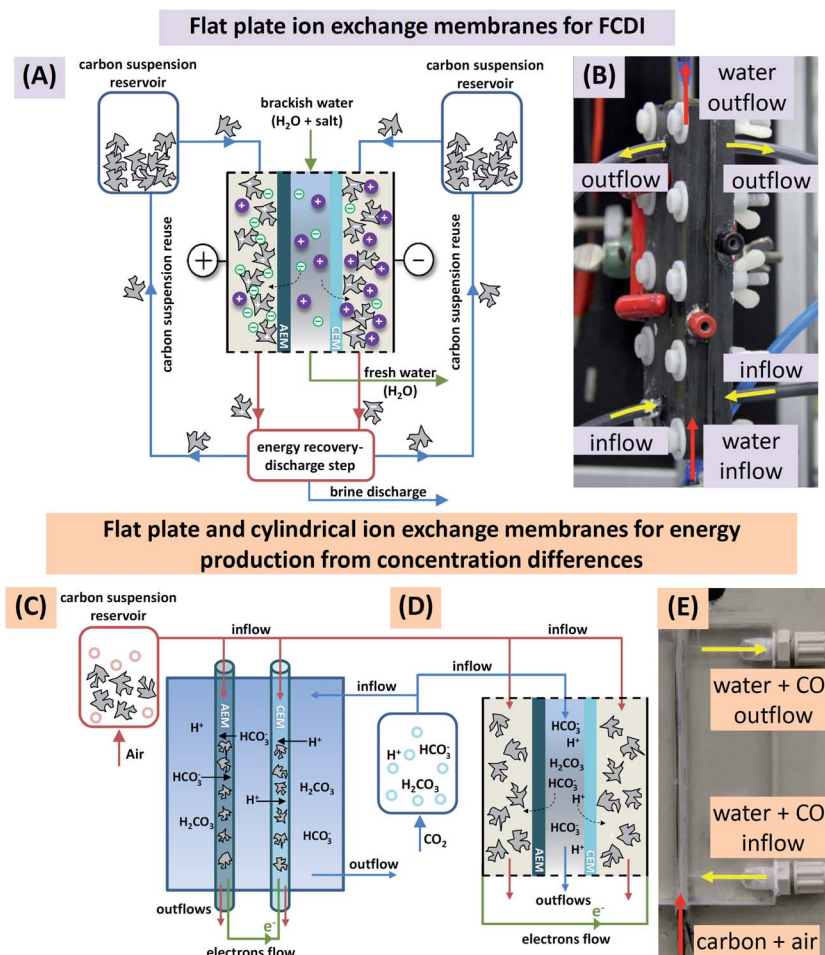 Flat plate ion exchange membranes for FCDI
(A)
carbon suspension
reservoir
carbon suspension
reservoir
brackish water
(H₂O + salt)
carbon suspension reuse
carbon suspension reuse
+
−
AEM
CEM
fresh water
(H₂O)
energy recovery-
discharge step
brine discharge
(B)
water
outflow
outflow
outflow
inflow
inflow
water
inflow
Flat plate and cylindrical ion exchange membranes for energy
production from concentration differences
(C)
carbon suspension
reservoir
inflow
Air
AEM
CEM
H⁺
HCO₃⁻
H⁺
HCO₃⁻
H₂CO₃
H⁺
H₂CO₃
HCO₃⁻
outflows
e⁻
electrons flow
inflow
outflow
(D)
inflow
inflow
H⁺
HCO₃⁻
H₂CO₃
CO₂
HCO₃⁻
H⁺
H₂CO₃
HCO₃⁻
H⁺
HCO₃⁻
H⁺
AEM
CEM
outflows
e⁻
electrons flow
(E)
water + CO
outflow
water + CO
inflow
carbon + air